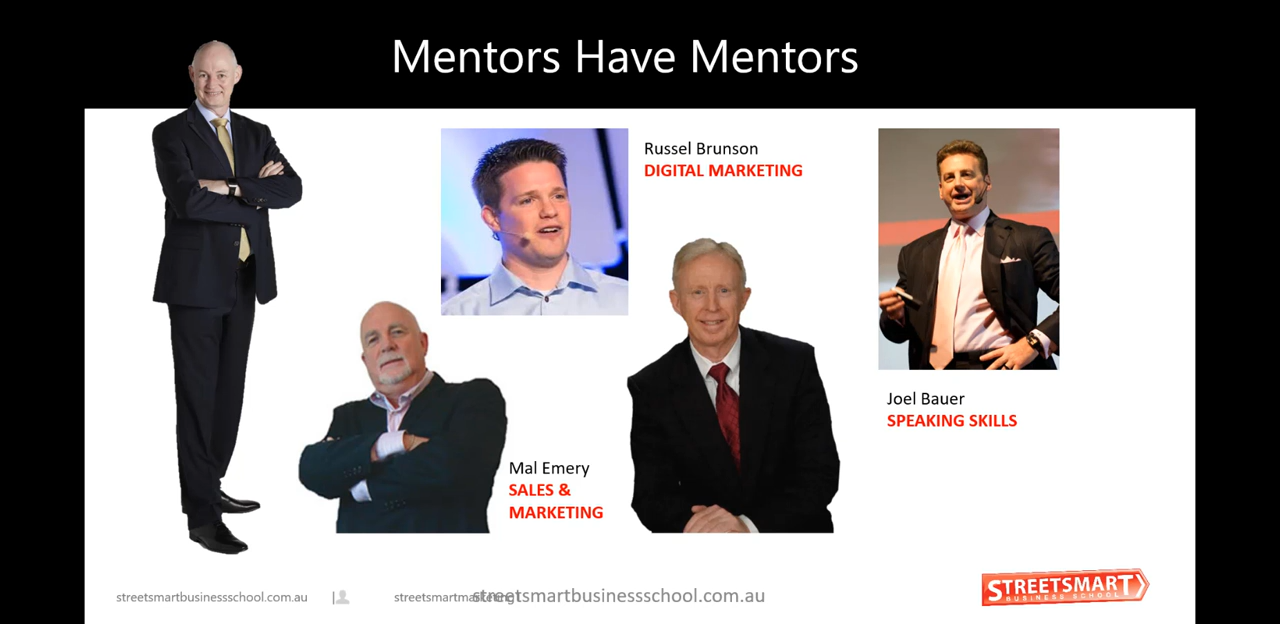 Mentors Have Mentors
Russel Brunson
DIGITAL MARKETING
Joel Bauer
SPEAKING SKILLS
Mal Emery
SALES &
MARKETING
STREETSMART
BUSINESS SCHOOL
streetsmartbusinessschool.com.au
streetsmartmarketing1
streetsmartbusinessschool.com.au